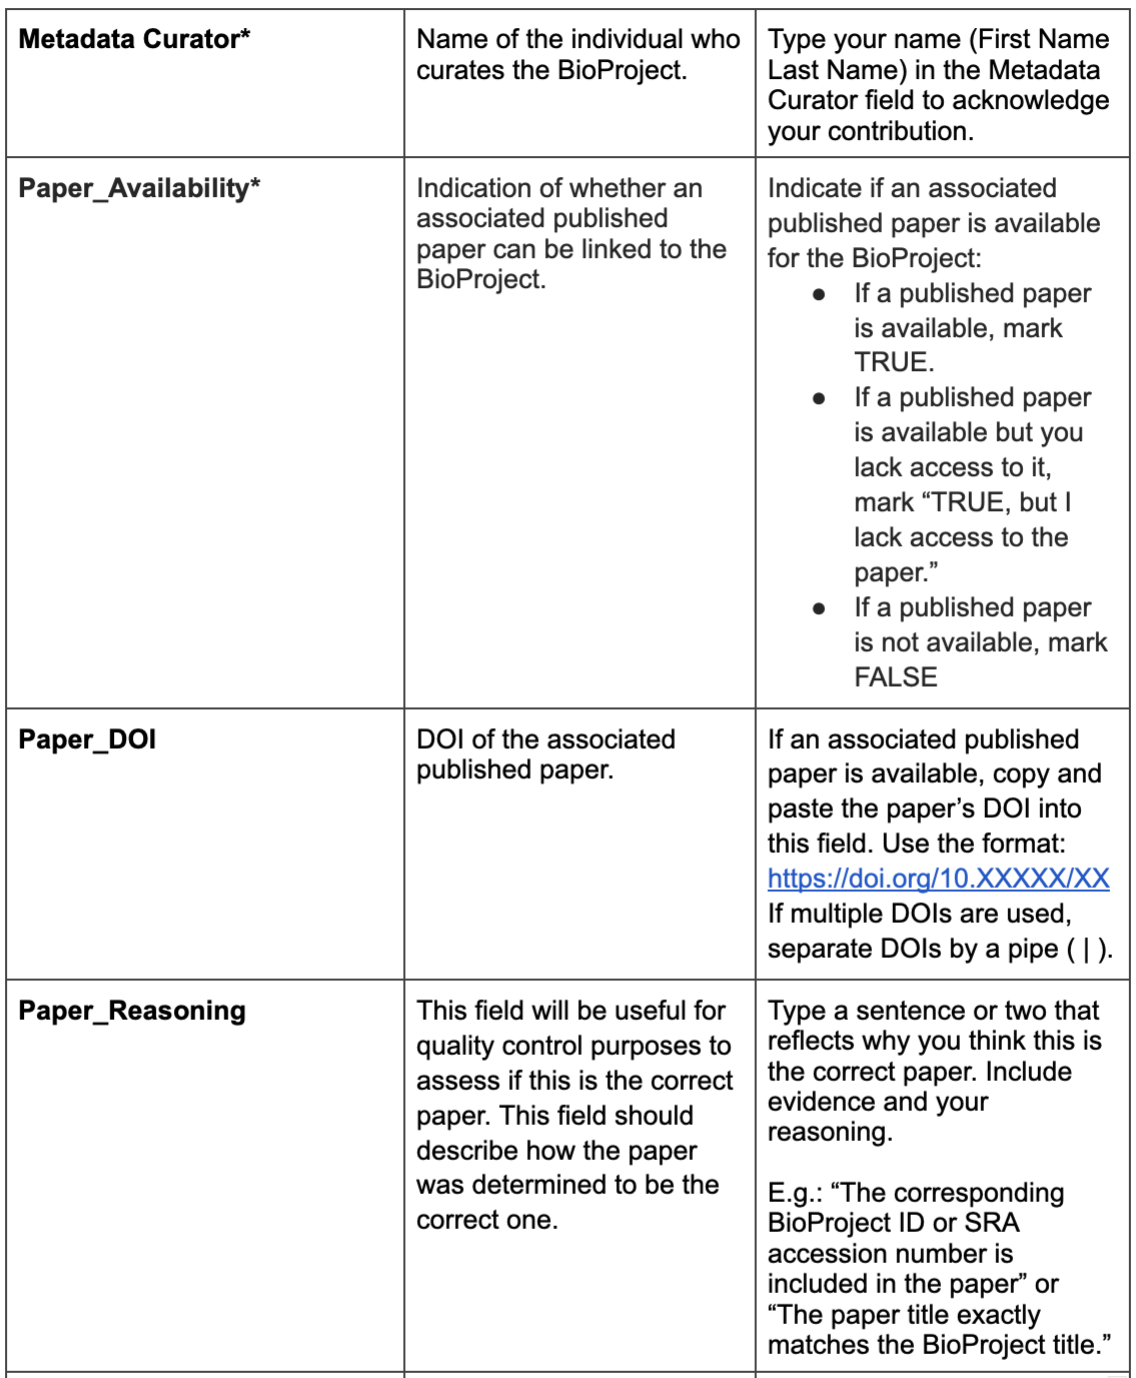 Metadata Curator*
Name of the individual who
curates the BioProject.
Type your name (First Name
Last Name) in the Metadata
Curator field to acknowledge
your contribution.
Paper_Availability*
Indication of whether an
associated published
paper can be linked to the
BioProject.
Indicate if an associated
published paper is available
for the BioProject:
● If a published paper
is available, mark
TRUE.
● If a published paper
is available but you
lack access to it,
mark “TRUE, but I
lack access to the
paper.”
● If a published paper
is not available, mark
FALSE
Paper_DOI
DOI of the associated
published paper.
If an associated published
paper is available, copy and
paste the paper’s DOI into
this field. Use the format:
https://doi.org/10.XXXXX/XX
If multiple DOIs are used,
separate DOIs by a pipe ( | ).
Paper_Reasoning
This field will be useful for
quality control purposes to
assess if this is the correct
paper. This field should
describe how the paper
was determined to be the
correct one.
Type a sentence or two that
reflects why you think this is
the correct paper. Include
evidence and your
reasoning.
E.g.: “The corresponding
BioProject ID or SRA
accession number is
included in the paper” or
“The paper title exactly
matches the BioProject title.”